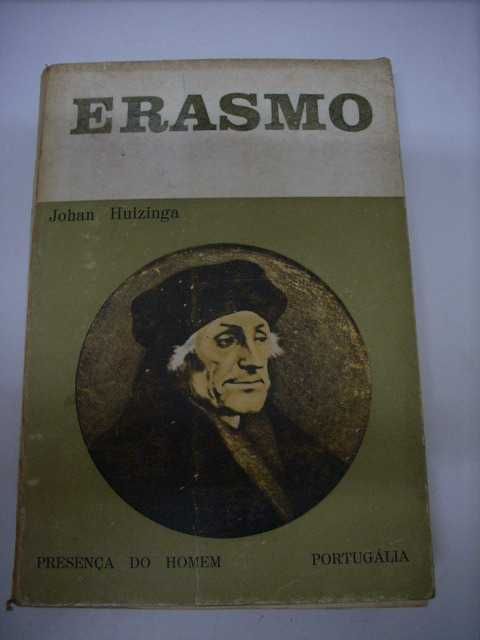 ERASMO
Johan Huizinga
PRESENÇA DO HOMEM PORTUGÁLIA